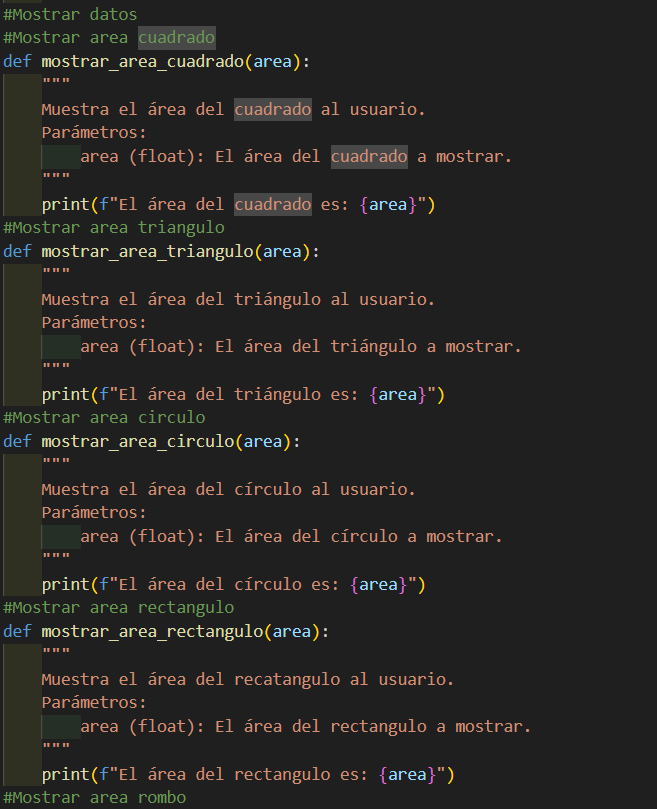 #Mostrar datos
#Mostrar area cuadrado
def mostrar_area_cuadrado(area):
    """
    Muestra el área del cuadrado al usuario.
    Parámetros:
        area (float): El área del cuadrado a mostrar.
    """
    print(f"El área del cuadrado es: {area}")
#Mostrar area triangulo
def mostrar_area_triangulo(area):
    """
    Muestra el área del triángulo al usuario.
    Parámetros:
        area (float): El área del triángulo a mostrar.
    """
    print(f"El área del triángulo es: {area}")
#Mostrar area circulo
def mostrar_area_circulo(area):
    """
    Muestra el área del círculo al usuario.
    Parámetros:
        area (float): El área del círculo a mostrar.
    """
    print(f"El área del círculo es: {area}")
#Mostrar area rectangulo
def mostrar_area_rectangulo(area):
    """
    Muestra el área del recatangulo al usuario.
    Parámetros:
        area (float): El área del rectangulo a mostrar.
    """
    print(f"El área del rectangulo es: {area}")
#Mostrar area rombo